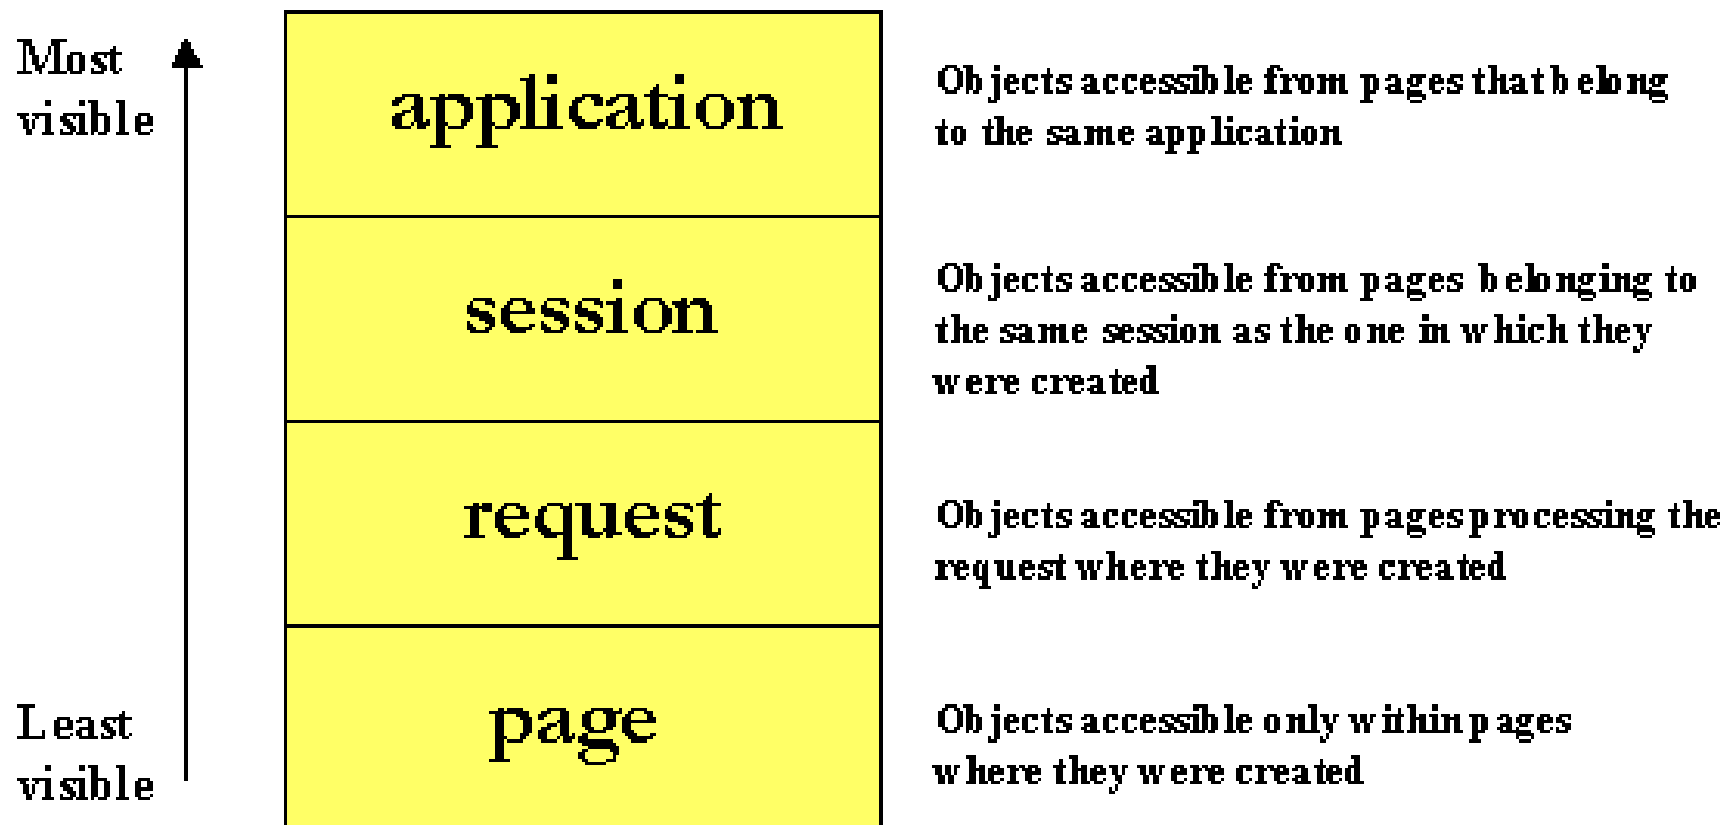 Most
visible
application
Objects accessible from pages that belong
to the same application
session
Objects accessible from pages belonging to
the same session as the one in which they
were created
request
Objects accessible from pages processing the
request where they were created
Least
visible
page
Objects accessible only within pages
where they were created